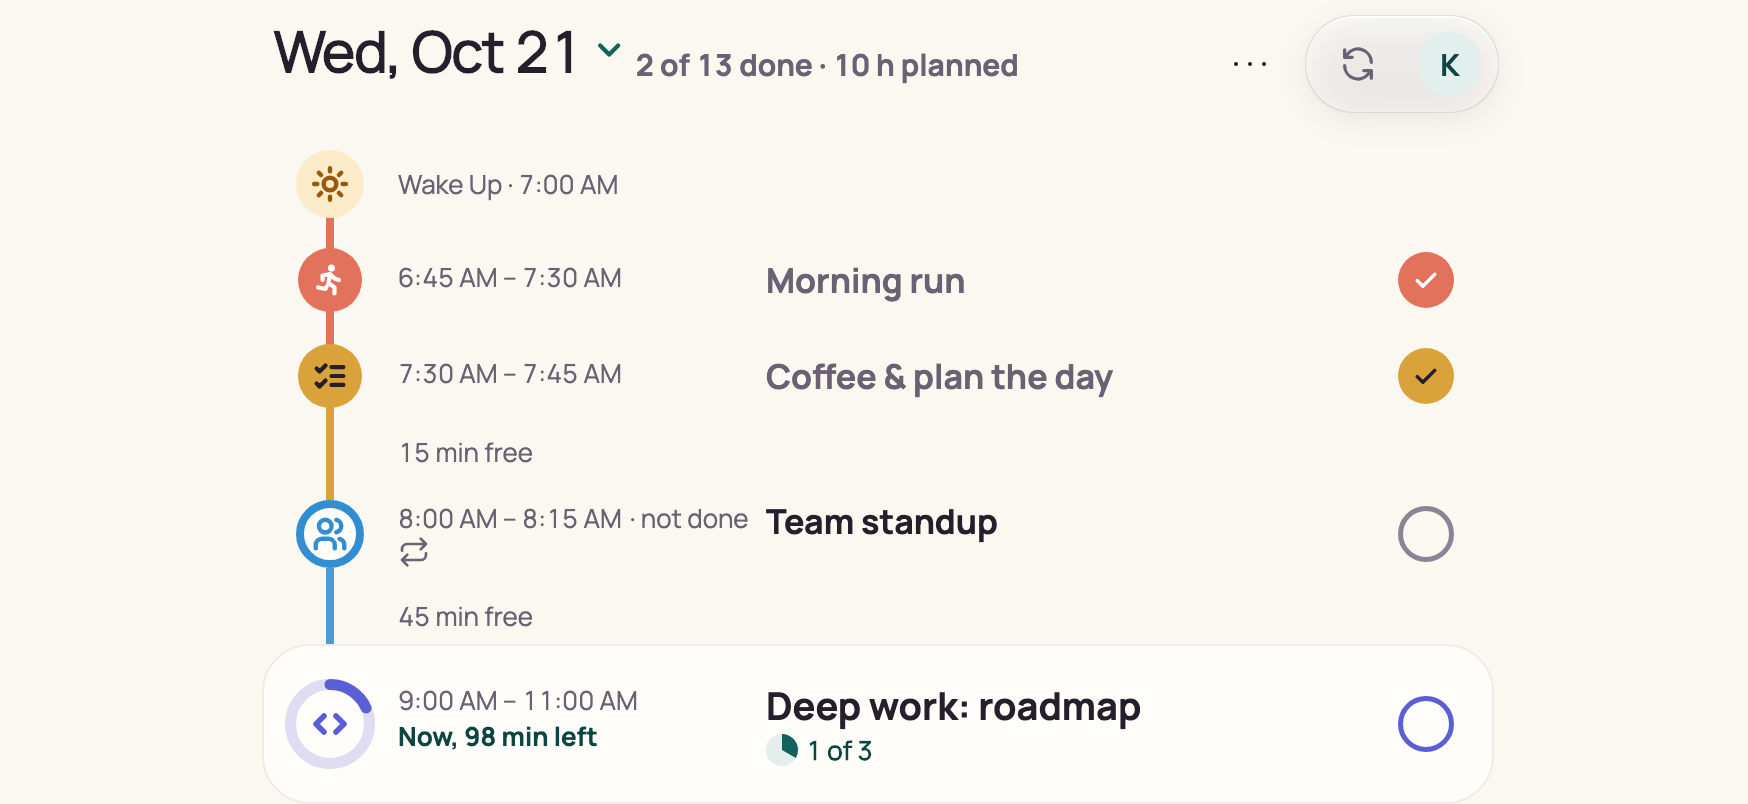 Wed, Oct 21
2 of 13 done · 10 h planned
···
K
Wake Up · 7:00 AM
6:45 AM – 7:30 AM
Morning run
7:30 AM – 7:45 AM
Coffee & plan the day
15 min free
8:00 AM – 8:15 AM · not done
Team standup
45 min free
9:00 AM – 11:00 AM
Deep work: roadmap
Now, 98 min left
1 of 3